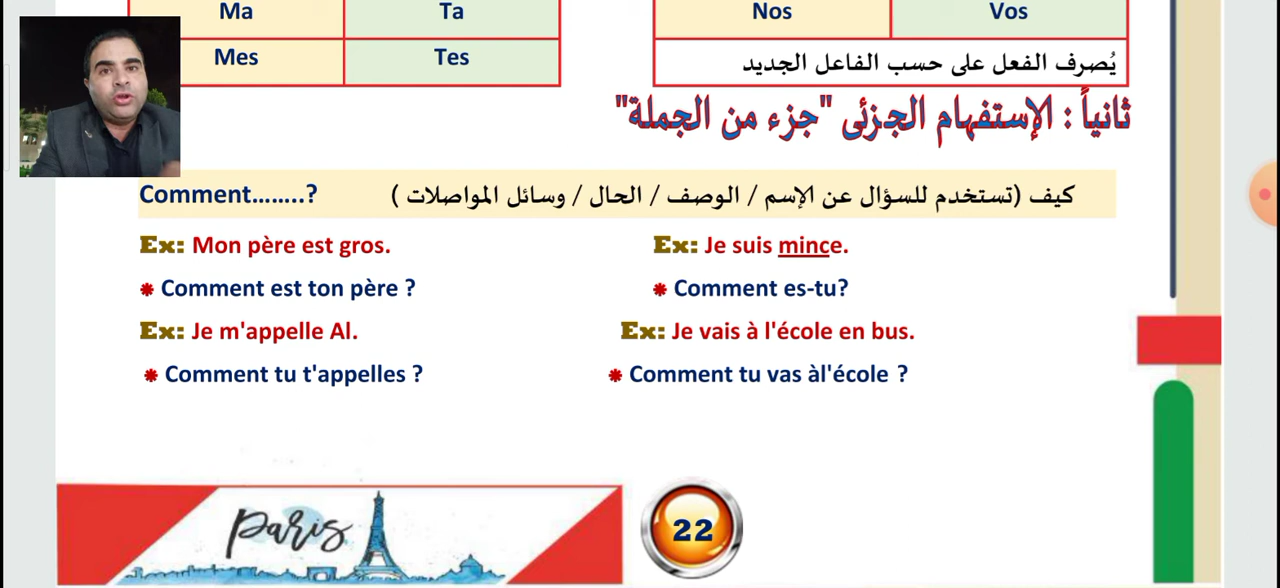 Ma Ta Nos Vos
Mes Tes يُصرف الفعل على حسب الفاعل الجديد
ثانياً : الإستفهام الجزئى "جزء من الجملة"
Comment……..? كيف (تستخدم للسؤال عن الإسم / الوصف / الحال / وسائل المواصلات )
Ex: Mon père est gros. Ex: Je suis mince.
Comment est ton père ? Comment es-tu?
Ex: Je m'appelle Al. Ex: Je vais à l'école en bus.
Comment tu t'appelles ? Comment tu vas àl'école ?
Paris
22